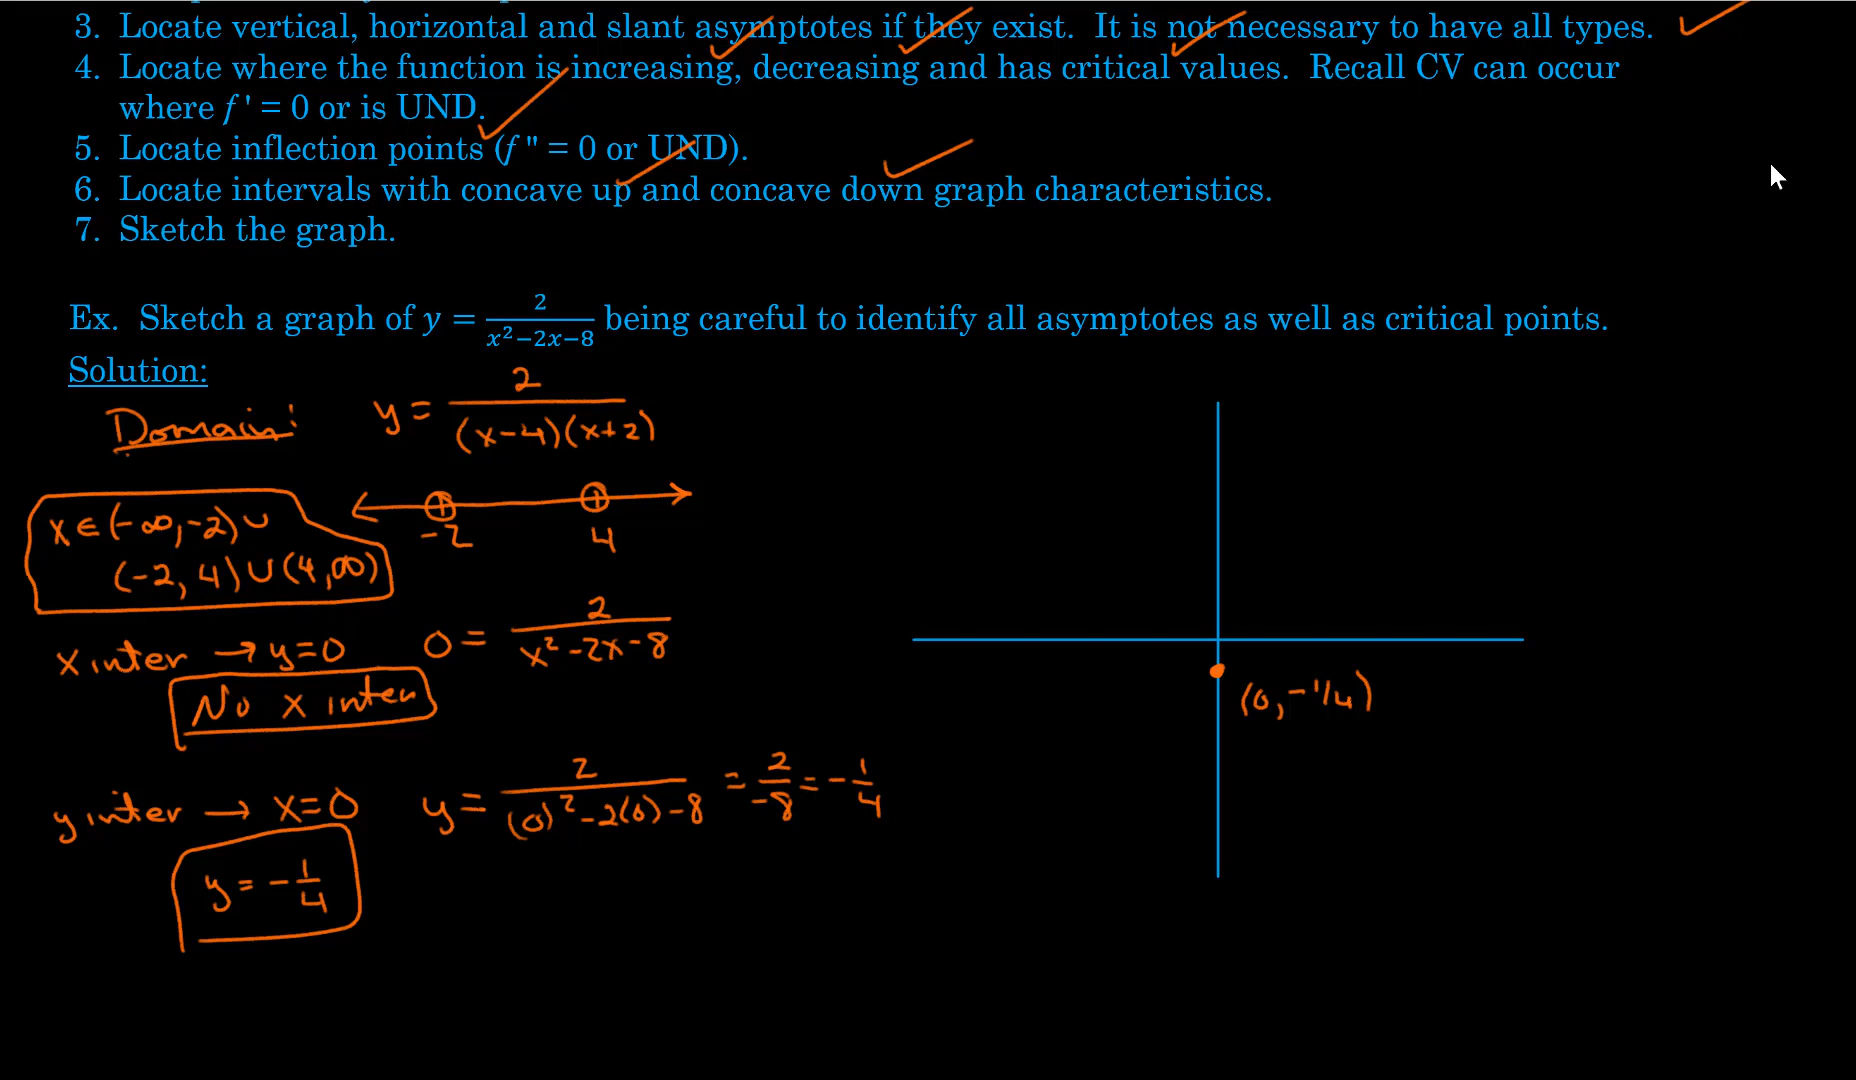 3. Locate vertical, horizontal and slant asymptotes if they exist. It is not necessary to have all types.
4. Locate where the function is increasing, decreasing and has critical values. Recall CV can occur
where f ' = 0 or is UND.
5. Locate inflection points (f " = 0 or UND).
6. Locate intervals with concave up and concave down graph characteristics.
7. Sketch the graph.
Ex. Sketch a graph of y = 2/(x²−2x−8) being careful to identify all asymptotes as well as critical points.
Solution:
Domain: y = 2/((x-4)(x+2))
-2 4
x ∈ (-∞,-2) ∪
(-2, 4) ∪ (4,∞)
x inter → y=0 0 = 2/(x²-2x-8)
No x inter
(0, -1/4)
y inter → x=0 y = 2/((0)²-2(0)-8) = 2/-8 = -1/4
y = -1/4